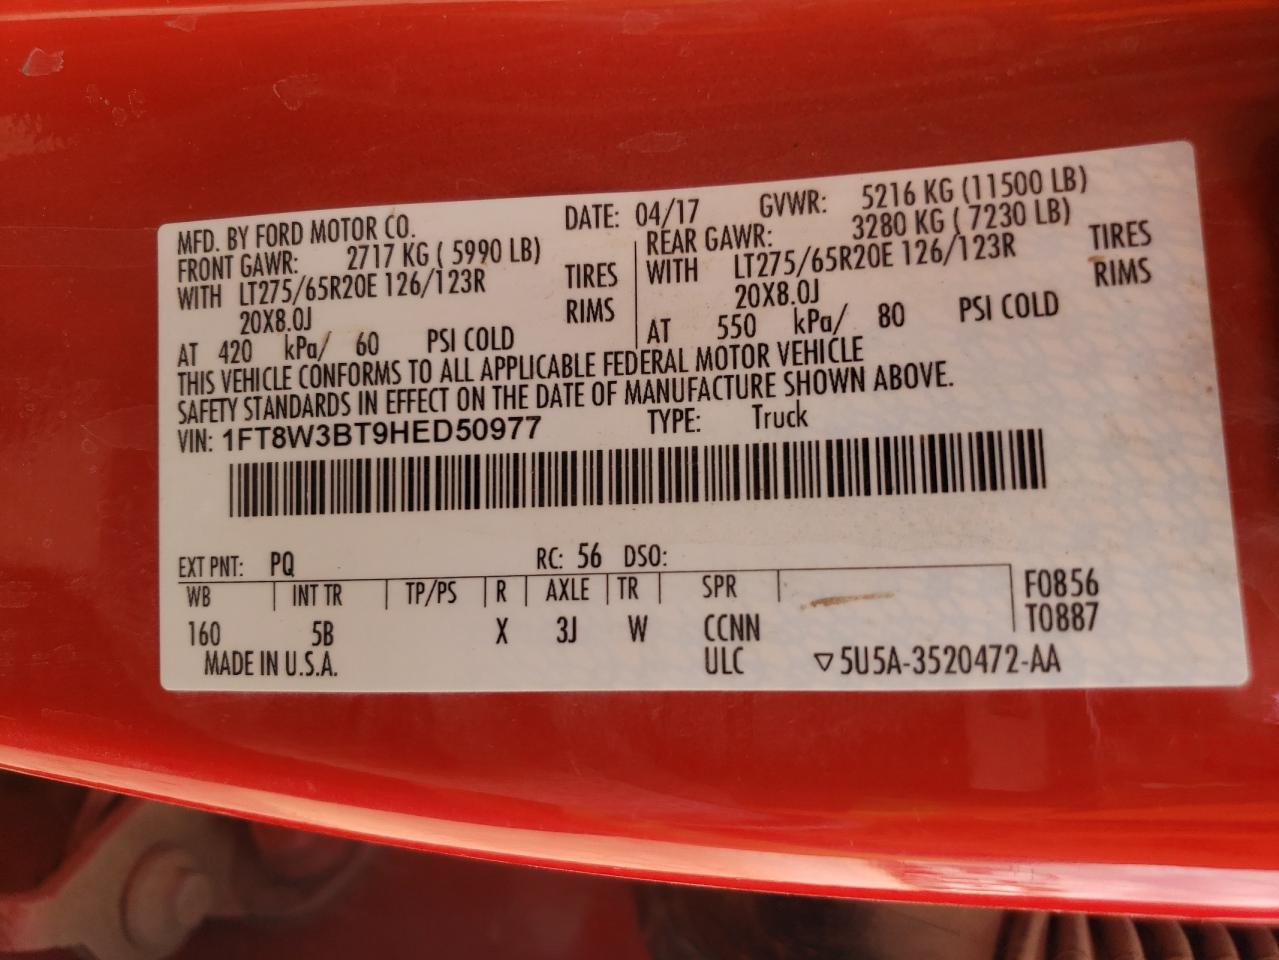 MFD. BY FORD MOTOR CO. DATE: 04/17 GVWR: 5216 KG (11500 LB)
FRONT GAWR: 2717 KG ( 5990 LB) REAR GAWR: 3280 KG ( 7230 LB)
WITH LT275/65R20E 126/123R TIRES WITH LT275/65R20E 126/123R TIRES
20X8.0J RIMS 20X8.0J RIMS
AT 420 kPa/ 60 PSI COLD AT 550 kPa/ 80 PSI COLD
THIS VEHICLE CONFORMS TO ALL APPLICABLE FEDERAL MOTOR VEHICLE
SAFETY STANDARDS IN EFFECT ON THE DATE OF MANUFACTURE SHOWN ABOVE.
VIN: 1FT8W3BT9HED50977 TYPE: Truck
EXT PNT: PQ RC: 56 DSO:
WB INT TR TP/PS R AXLE TR SPR F0856
160 5B X 3J W CCNN T0887
MADE IN U.S.A. ULC ▽5U5A-3520472-AA